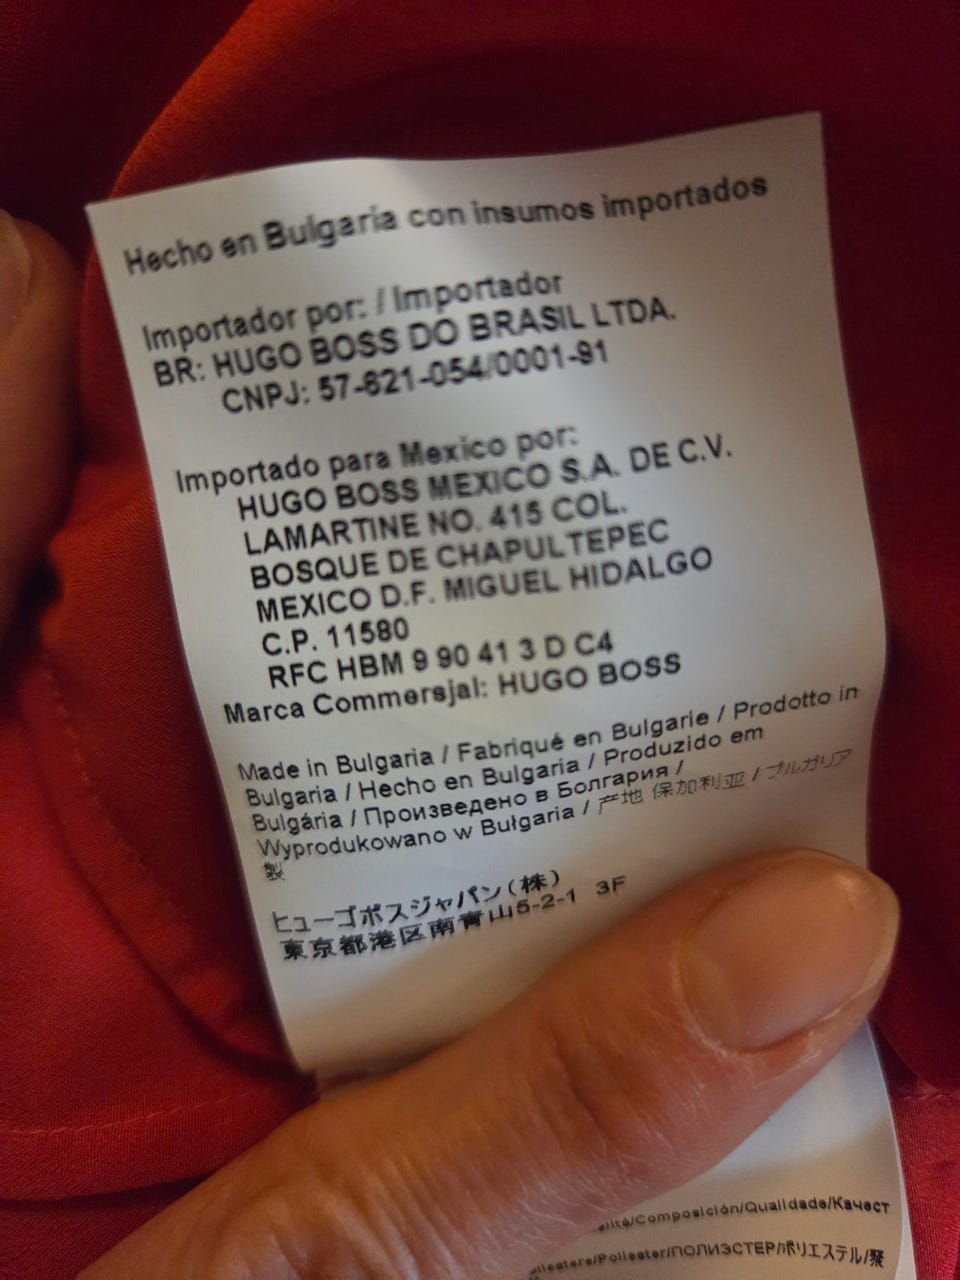 Hecho en Bulgaria con insumos importados
Importador por: / Importador
BR: HUGO BOSS DO BRASIL LTDA.
CNPJ: 57-821-054/0001-91
Importado para Mexico por:
HUGO BOSS MEXICO S.A. DE C.V.
LAMARTINE NO. 415 COL.
BOSQUE DE CHAPULTEPEC
MEXICO D.F. MIGUEL HIDALGO
C.P. 11580
RFC HBM 9 90 41 3 D C4
Marca Commersjal: HUGO BOSS
Made in Bulgaria / Fabriqué en Bulgarie / Prodotto in
Bulgaria / Hecho en Bulgaria / Produzido em
Bulgária / Произведено в Болгария /
Wyprodukowano w Bułgaria / 产地 保加利亚 / ブルガリア
製
ヒューゴボスジャパン(株)
東京都港区南青山5-2-1 3F
/Composición/Qualidade/Качест
/Poliester/ПОЛИЭСТЕР/ポリエステル/聚